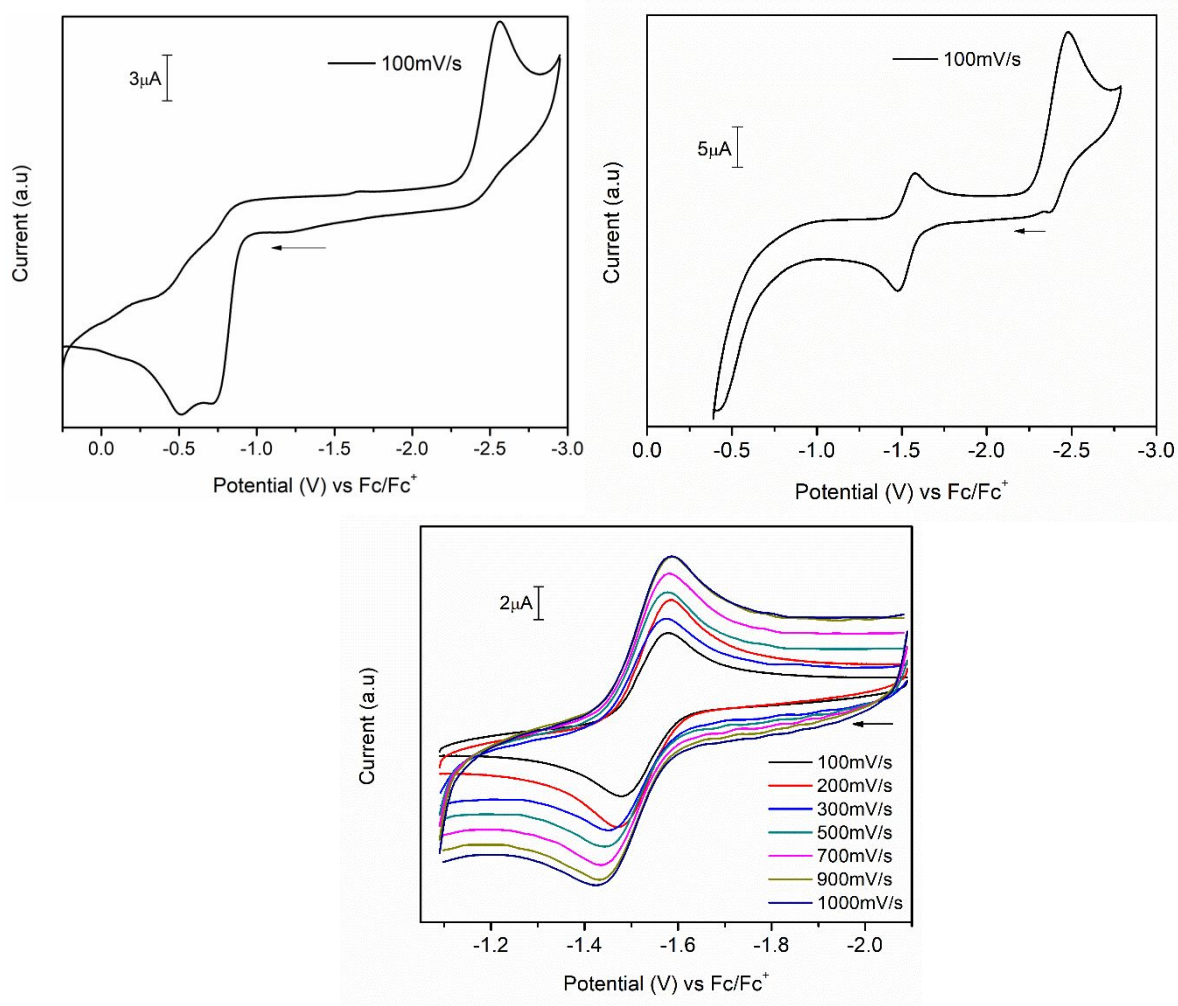 3μA
100mV/s
Current (a.u)
0.0 -0.5 -1.0 -1.5 -2.0 -2.5 -3.0
Potential (V) vs Fc/Fc⁺
100mV/s
5μA
Current (a.u)
0.0 -0.5 -1.0 -1.5 -2.0 -2.5 -3.0
Potential (V) vs Fc/Fc⁺
2μA
Current (a.u)
100mV/s
200mV/s
300mV/s
500mV/s
700mV/s
900mV/s
1000mV/s
-1.2 -1.4 -1.6 -1.8 -2.0
Potential (V) vs Fc/Fc⁺